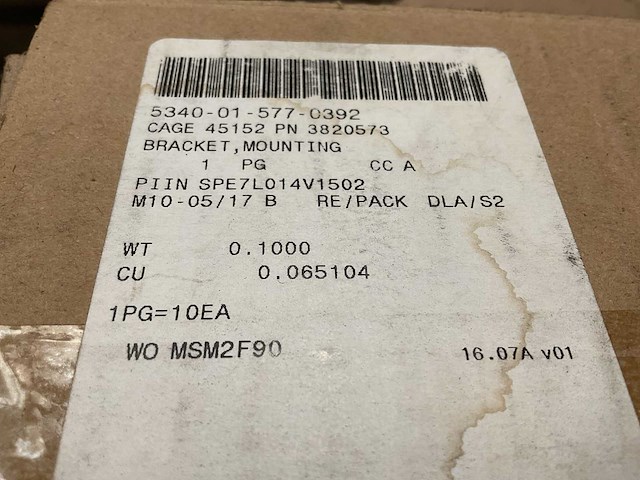 5340-01-577-0392
CAGE 45152 PN 3820573
BRACKET,MOUNTING
1 PG CC A
PIIN SPE7L014V1502
M10-05/17 B RE/PACK DLA/S2
WT 0.1000
CU 0.065104
1PG=10EA
WO MSM2F90
16.07A v01